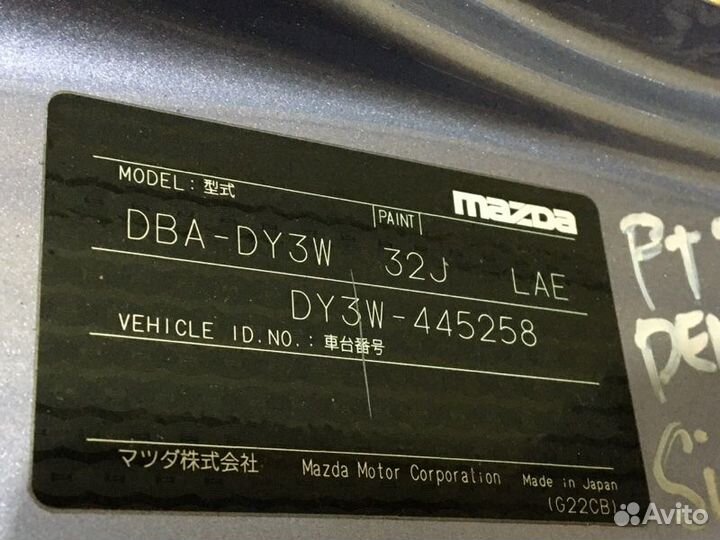 MODEL: 型式
PAINT
mazda
DBA-DY3W 32J LAE
DY3W-445258
VEHICLE ID.NO.: 車台番号
マツダ株式会社 Mazda Motor Corporation Made in Japan
(G22CB)
Avito